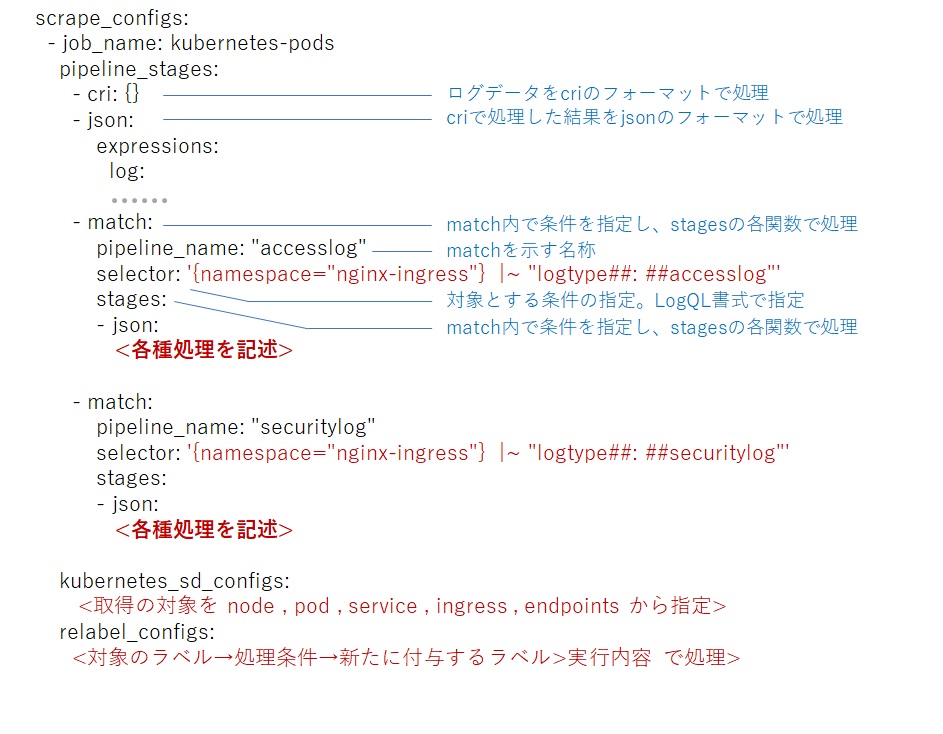 scrape_configs:
- job_name: kubernetes-pods
pipeline_stages:
- cri: {} ログデータをcriのフォーマットで処理
- json: criで処理した結果をjsonのフォーマットで処理
expressions:
log:
……
- match: match内で条件を指定し、stagesの各関数で処理
pipeline_name: "accesslog" matchを示す名称
selector: '{namespace="nginx-ingress"} |~ "logtype##: ##accesslog"'
stages: 対象とする条件の指定。LogQL書式で指定
- json: match内で条件を指定し、stagesの各関数で処理
<各種処理を記述>
- match:
pipeline_name: "securitylog"
selector: '{namespace="nginx-ingress"} |~ "logtype##: ##securitylog"'
stages:
- json:
<各種処理を記述>
kubernetes_sd_configs:
<取得の対象を node , pod , service , ingress , endpoints から指定>
relabel_configs:
<対象のラベル→処理条件→新たに付与するラベル>実行内容 で処理>